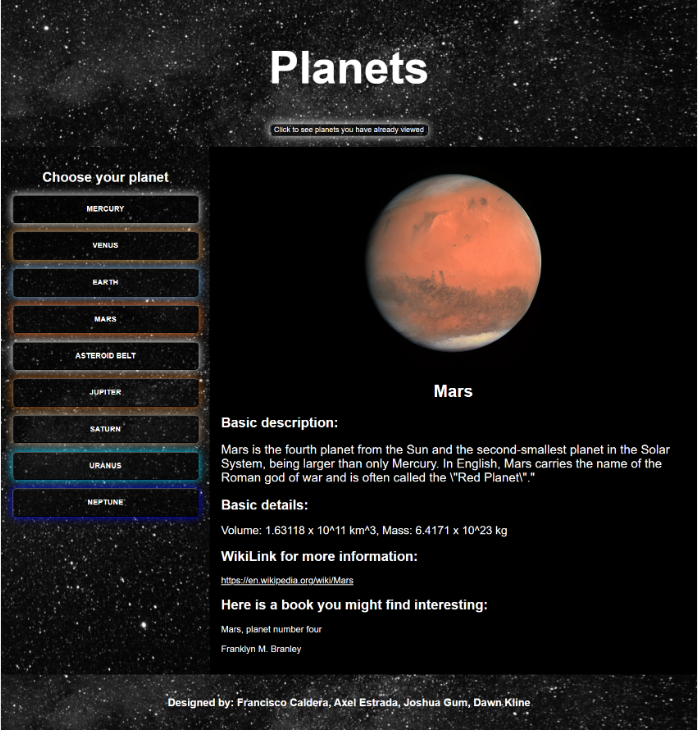 Planets
Click to see planets you have already viewed
Choose your planet
MERCURY
VENUS
EARTH
MARS
ASTEROID BELT
JUPITER
SATURN
URANUS
NEPTUNE
Mars
Basic description:
Mars is the fourth planet from the Sun and the second-smallest planet in the Solar
System, being larger than only Mercury. In English, Mars carries the name of the
Roman god of war and is often called the \"Red Planet\"."
Basic details:
Volume: 1.63118 x 10^11 km^3, Mass: 6.4171 x 10^23 kg
WikiLink for more information:
https://en.wikipedia.org/wiki/Mars
Here is a book you might find interesting:
Mars, planet number four
Franklyn M. Branley
Designed by: Francisco Caldera, Axel Estrada, Joshua Gum, Dawn Kline